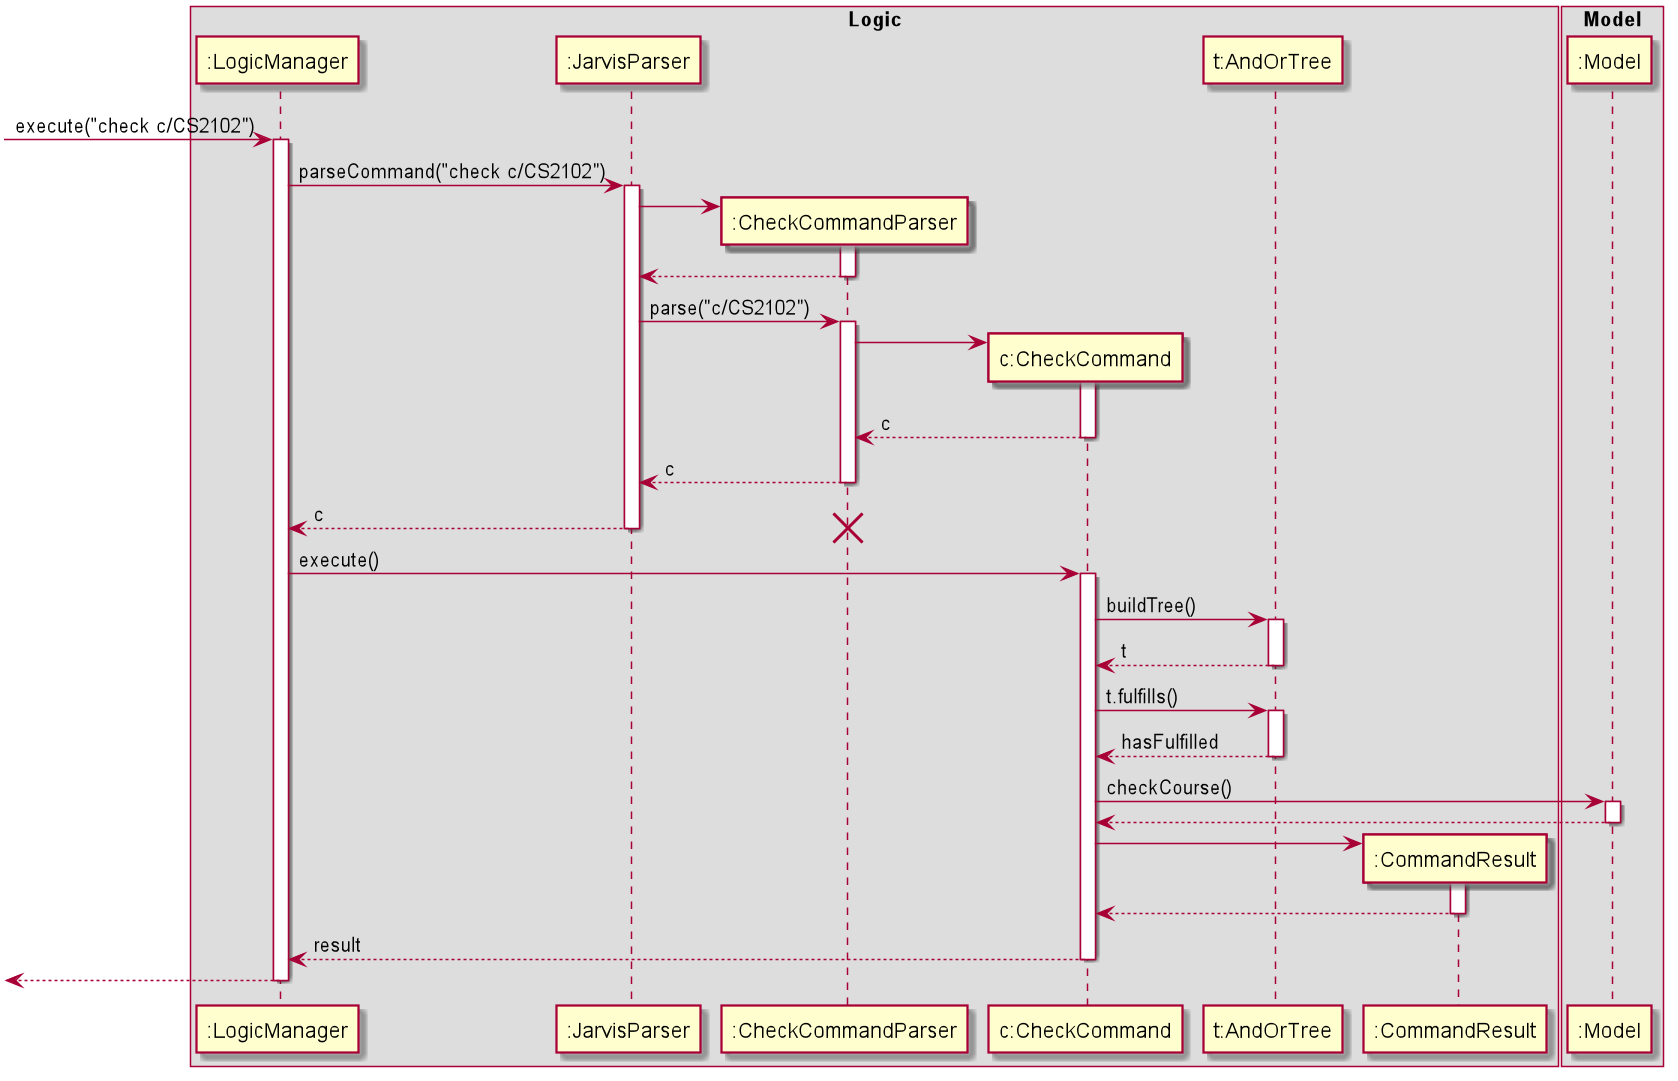 Logic
Model
:LogicManager
:JarvisParser
t:AndOrTree
:Model
execute("check c/CS2102")
parseCommand("check c/CS2102")
:CheckCommandParser
parse("c/CS2102")
c:CheckCommand
c
c
c
execute()
buildTree()
t
t.fulfills()
hasFulfilled
checkCourse()
:CommandResult
result
:LogicManager
:JarvisParser
:CheckCommandParser
c:CheckCommand
t:AndOrTree
:CommandResult
:Model